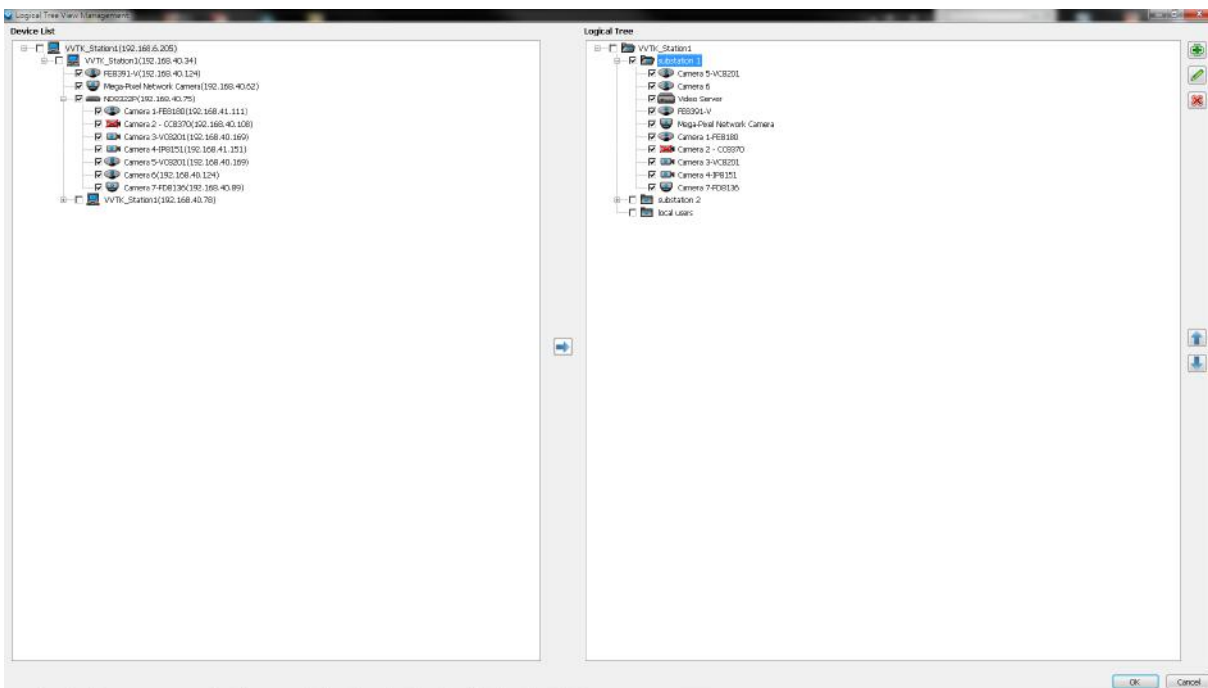 Logical Tree View Management
Device List
VVTK_Station1(192.168.6.205)
VVTK_Station1(192.168.40.34)
FE8391-V(192.168.40.124)
Mega-Pixel Network Camera(192.168.40.62)
ND9322P(192.168.40.75)
Camera 1-FE8180(192.168.41.111)
Camera 2 - CC8370(192.168.40.108)
Camera 3-VC8201(192.168.40.169)
Camera 4-IP8151(192.168.41.151)
Camera 5-VC8201(192.168.40.169)
Camera 6(192.168.40.124)
Camera 7-FD8136(192.168.40.89)
VVTK_Station1(192.168.40.78)
Logical Tree
VVTK_Station1
substation 1
Camera 5-VC8201
Camera 6
Video Server
FE8391-V
Mega-Pixel Network Camera
Camera 1-FE8180
Camera 2 - CC8370
Camera 3-VC8201
Camera 4-IP8151
Camera 7-FD8136
substation 2
local users
OK
Cancel